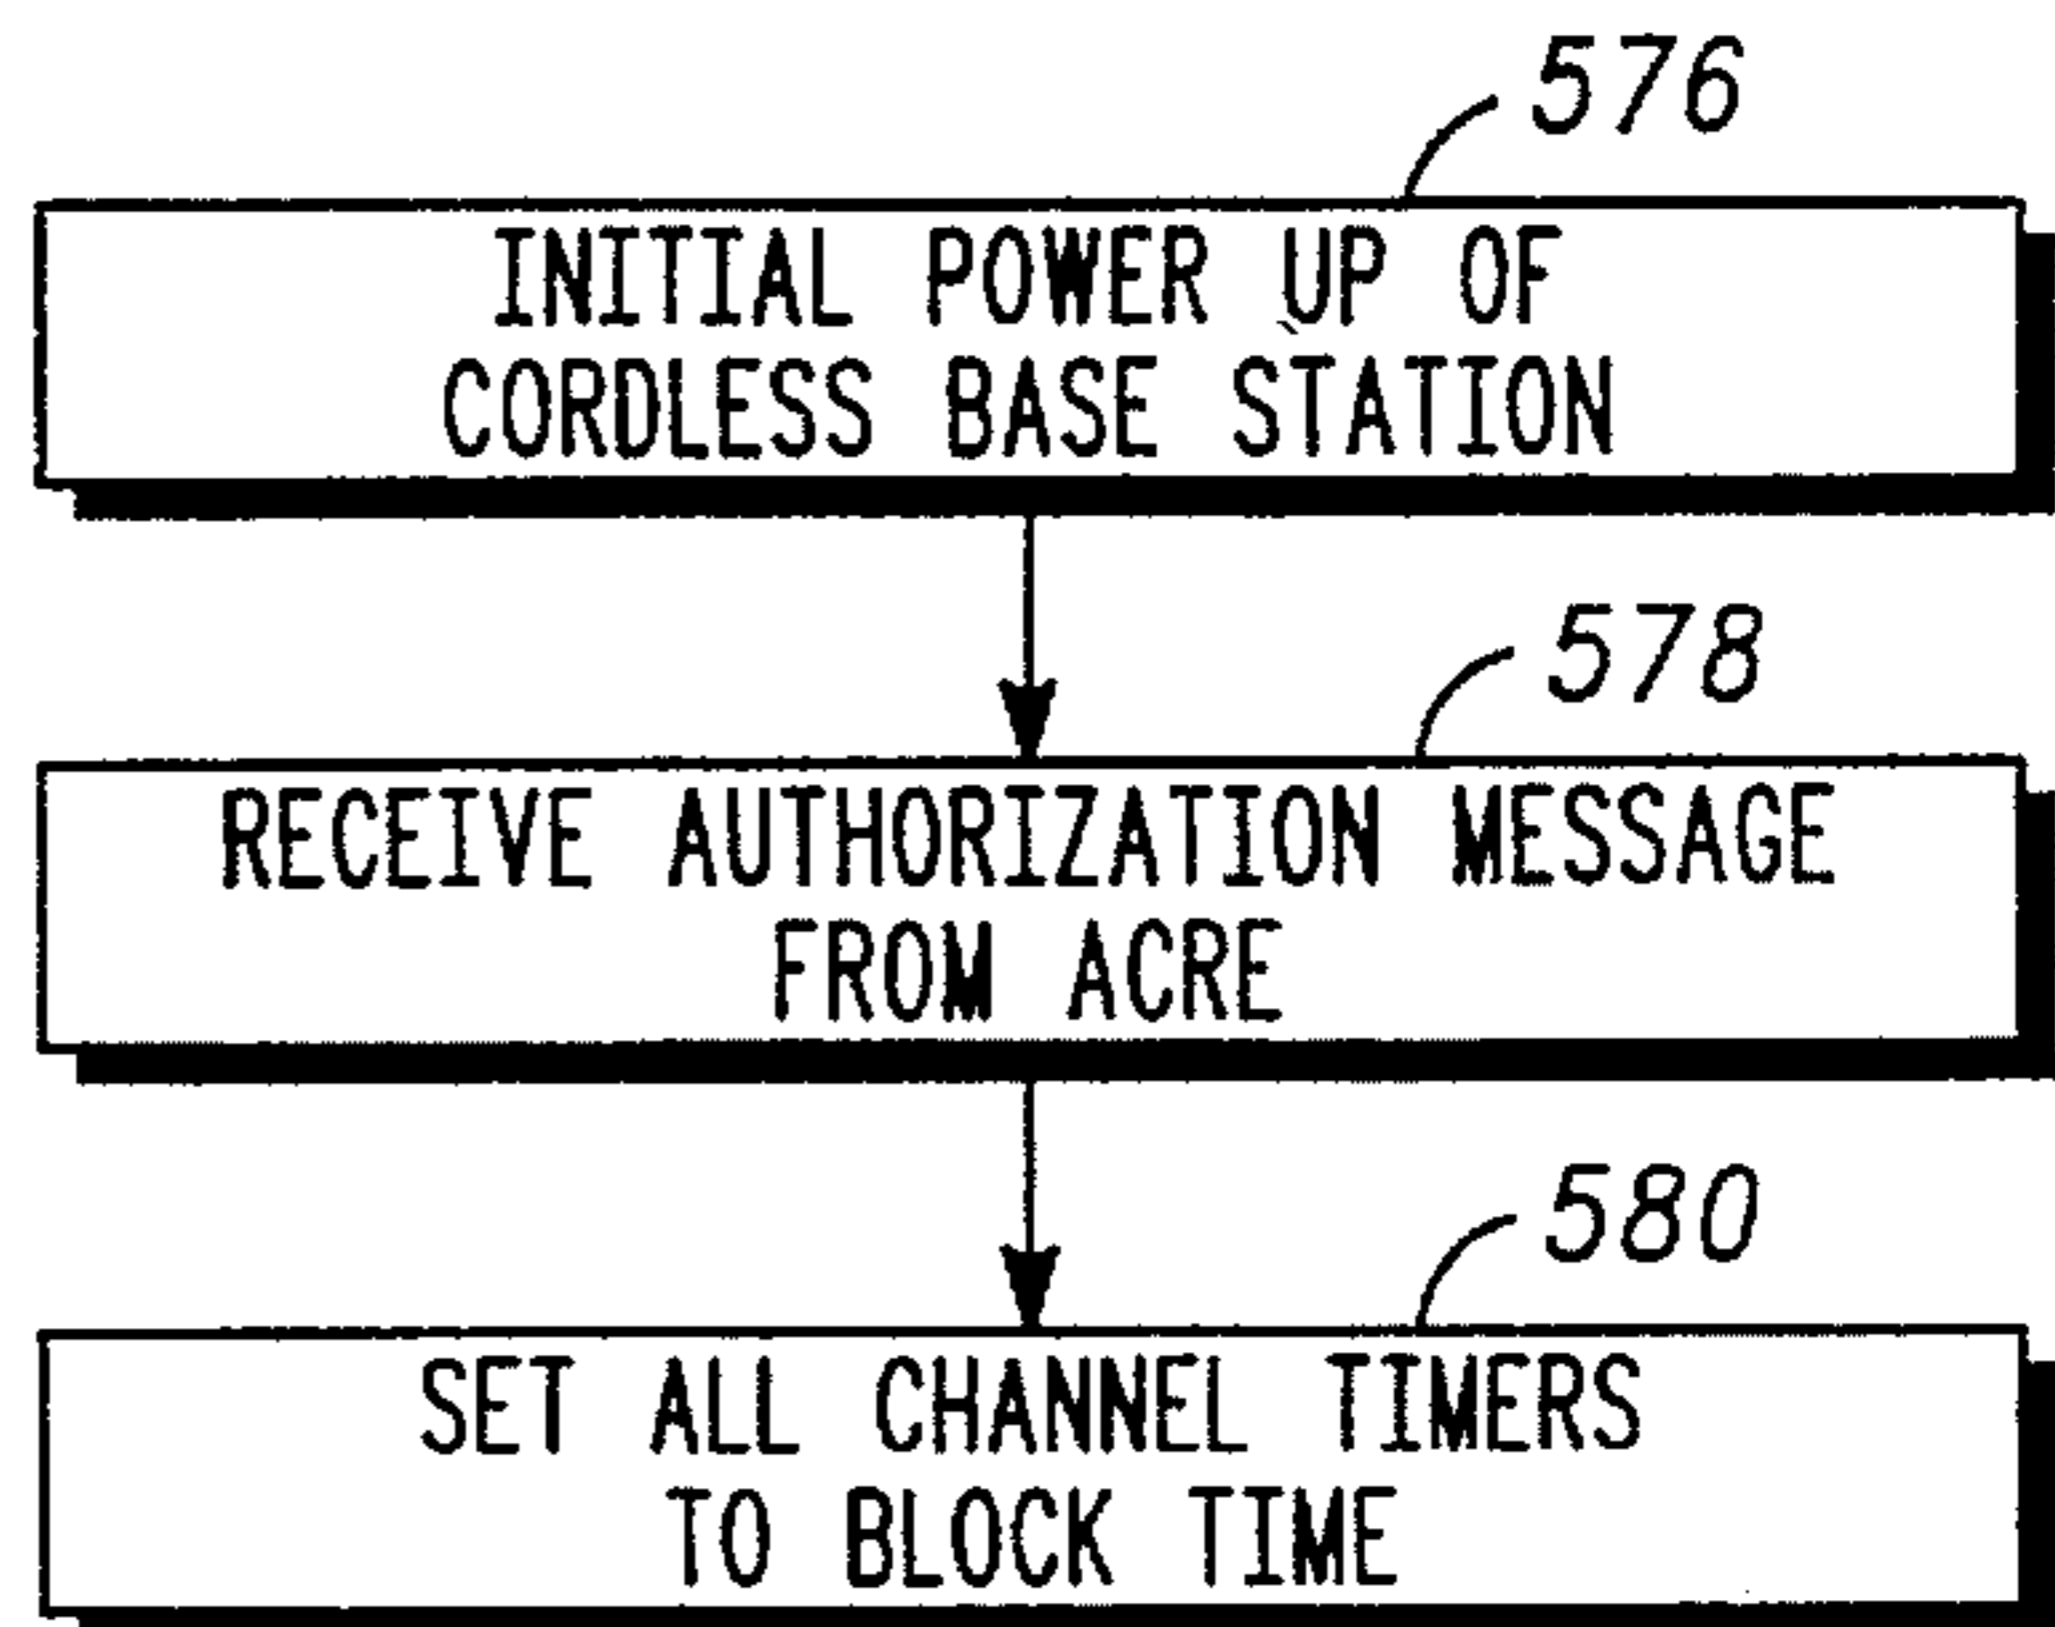 576
INITIAL POWER UP OF
CORDLESS BASE STATION
578
RECEIVE AUTHORIZATION MESSAGE
FROM ACRE
580
SET ALL CHANNEL TIMERS
TO BLOCK TIME